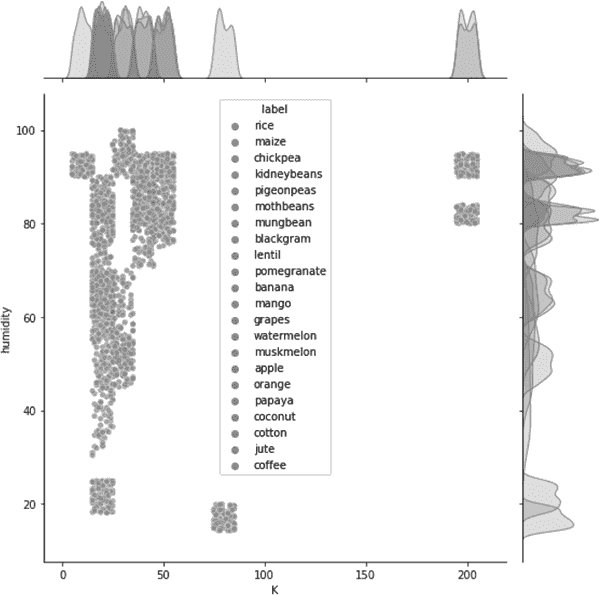 label
rice
maize
chickpea
kidneybeans
pigeonpeas
mothbeans
mungbean
blackgram
lentil
pomegranate
banana
mango
grapes
watermelon
muskmelon
apple
orange
papaya
coconut
cotton
jute
coffee
100
80
60
40
20
humidity
0
50
100
150
200
K